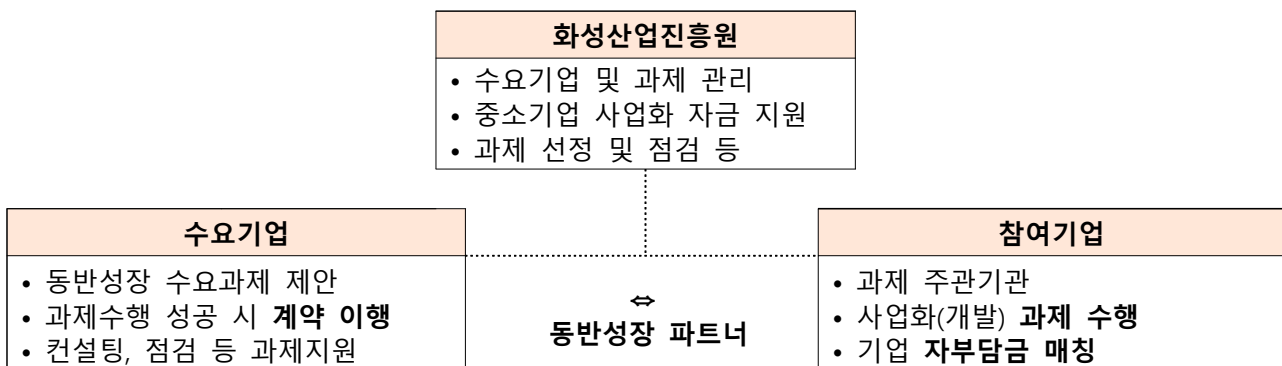 화성산업진흥원
• 수요기업 및 과제 관리
• 중소기업 사업화 자금 지원
• 과제 선정 및 점검 등
수요기업
• 동반성장 수요과제 제안
• 과제수행 성공 시 계약 이행
• 컨설팅, 점검 등 과제지원
⇔
동반성장 파트너
참여기업
• 과제 주관기관
• 사업화(개발) 과제 수행
• 기업 자부담금 매칭